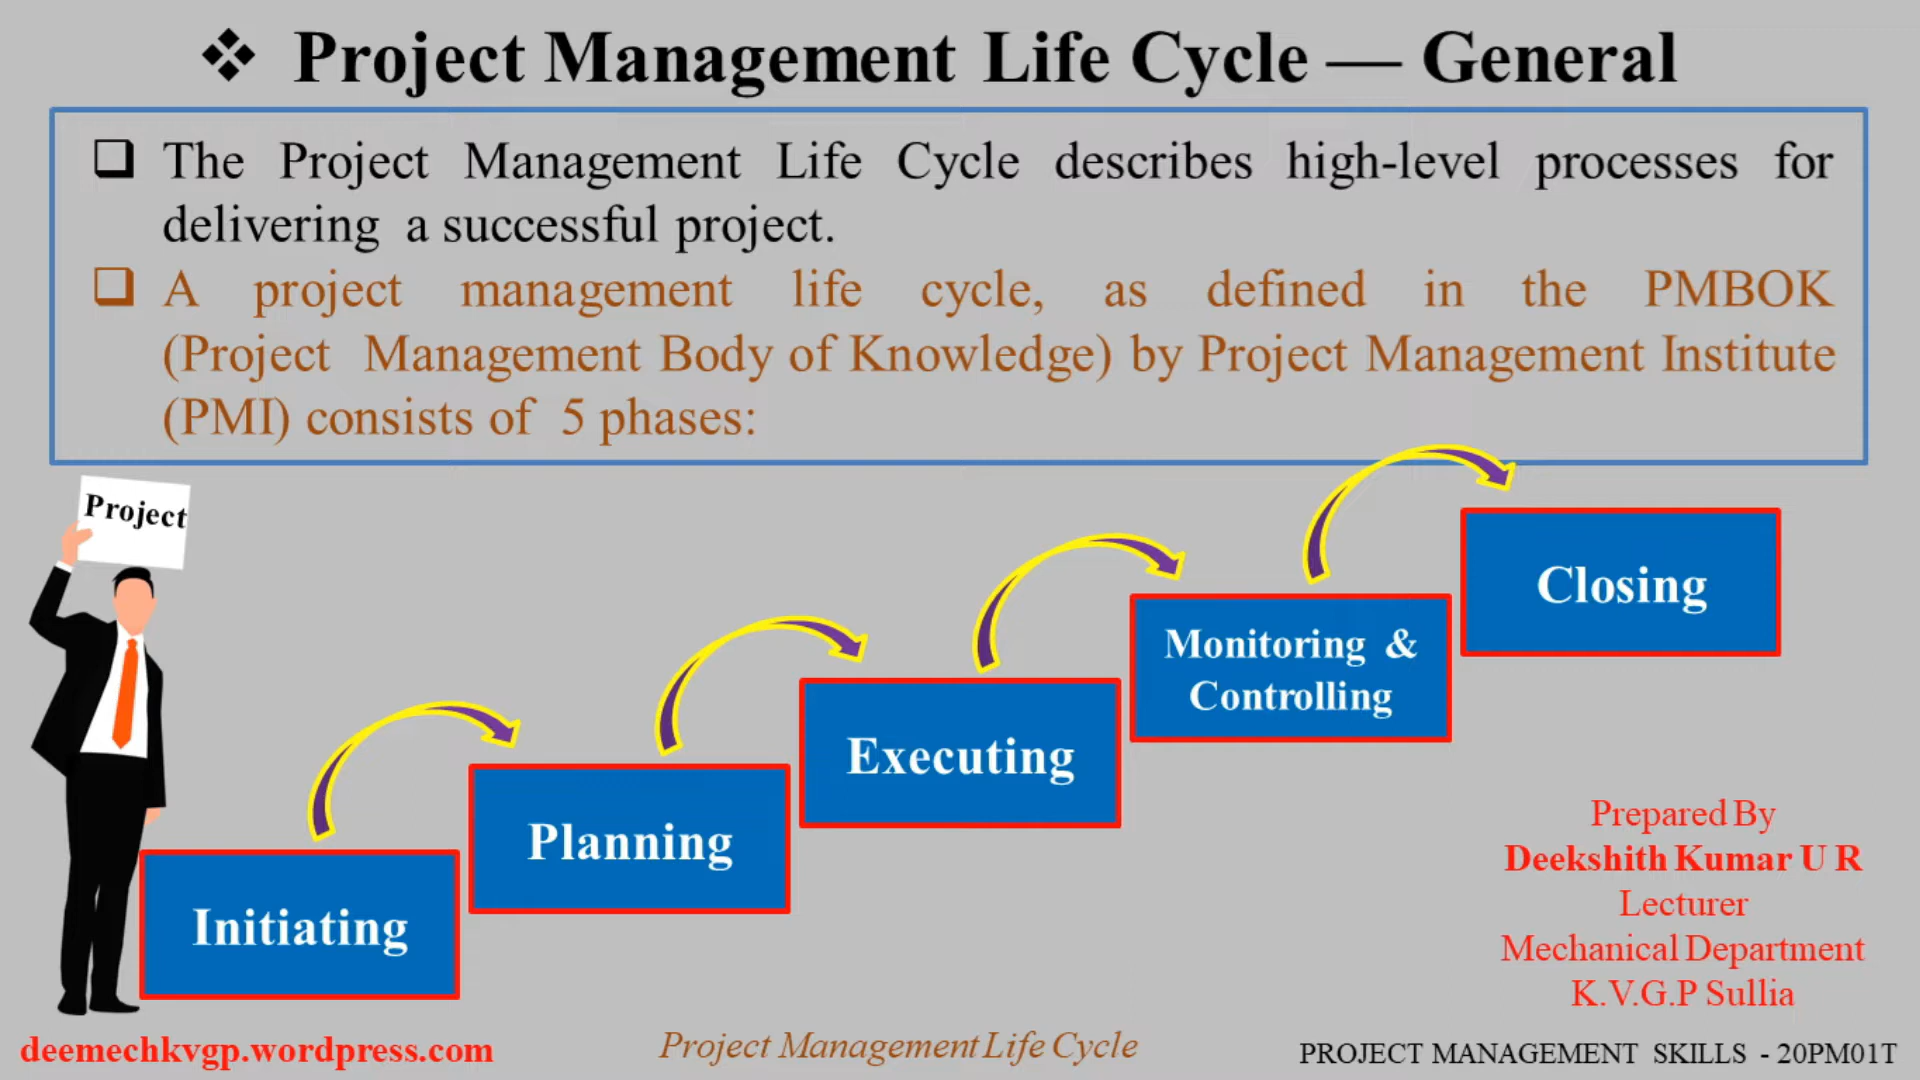 ❖ Project Management Life Cycle — General
❑ The Project Management Life Cycle describes high-level processes for
delivering a successful project.
❑ A project management life cycle, as defined in the PMBOK
(Project Management Body of Knowledge) by Project Management Institute
(PMI) consists of 5 phases:
Project
Closing
Monitoring &
Controlling
Executing
Planning
Initiating
Prepared By
Deekshith Kumar U R
Lecturer
Mechanical Department
K.V.G.P Sullia
deemechkvgp.wordpress.com
Project Management Life Cycle
PROJECT MANAGEMENT SKILLS - 20PM01T